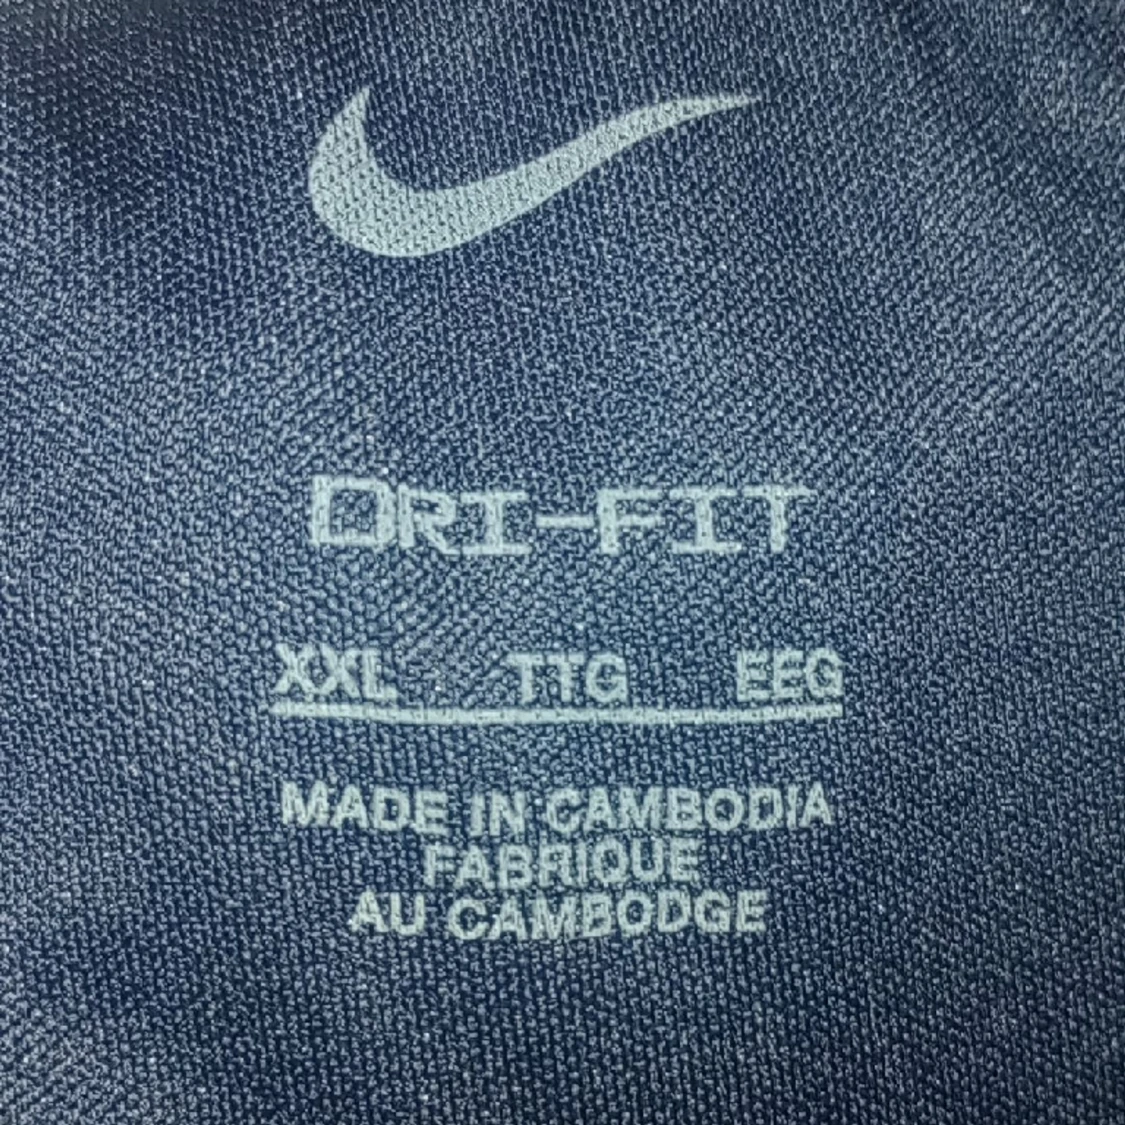 DRI-FIT
XXL TTG EEG
MADE IN CAMBODIA
FABRIQUE
AU CAMBODGE